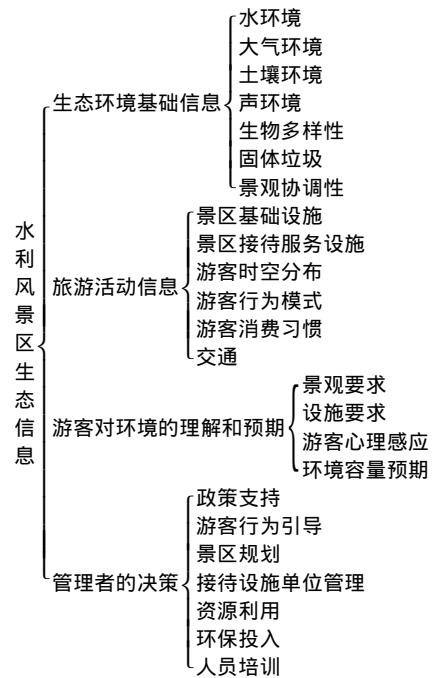 水利风景区生态信息
生态环境基础信息
水环境
大气环境
土壤环境
声环境
生物多样性
固体垃圾
景观协调性
旅游活动信息
景区基础设施
景区接待服务设施
游客时空分布
游客行为模式
游客消费习惯
交通
游客对环境的理解和预期
景观要求
设施要求
游客心理感应
环境容量预期
管理者的决策
政策支持
游客行为引导
景区规划
接待设施单位管理
资源利用
环保投入
人员培训